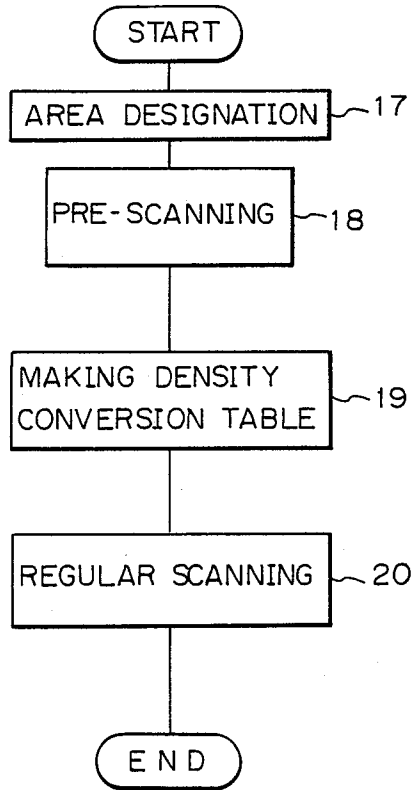 START
AREA DESIGNATION 17
PRE-SCANNING 18
MAKING DENSITY
CONVERSION TABLE 19
REGULAR SCANNING 20
END